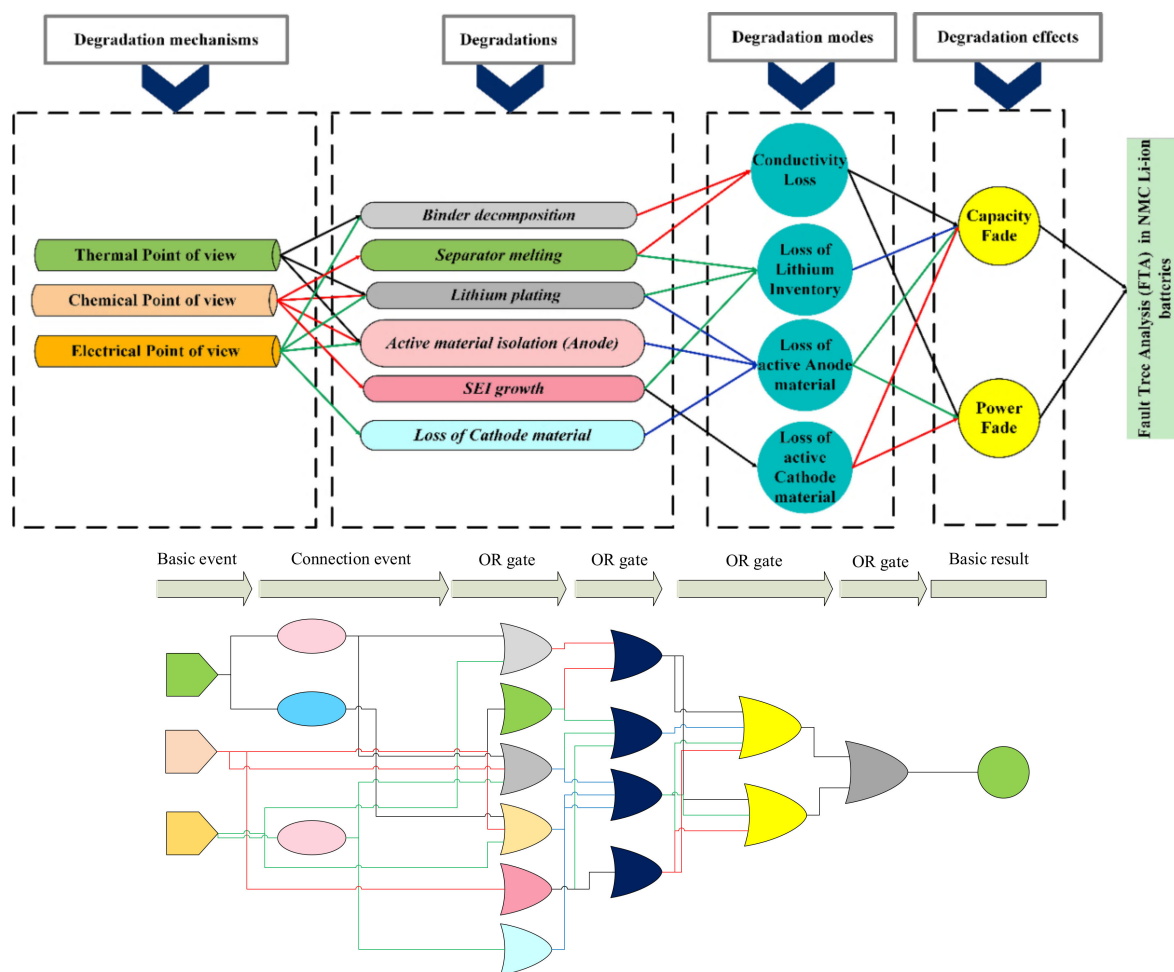 Degradation mechanisms
Degradations
Degradation modes
Degradation effects
Thermal Point of view
Chemical Point of view
Electrical Point of view
Binder decomposition
Separator melting
Lithium plating
Active material isolation (Anode)
SEI growth
Loss of Cathode material
Conductivity
Loss
Loss of
Lithium
Inventory
Loss of
active Anode
material
Loss of
active
Cathode
material
Capacity
Fade
Power
Fade
Fault Tree Analysis (FTA) in NMC Li-ion
batteries
Basic event
Connection event
OR gate
OR gate
OR gate
OR gate
Basic result